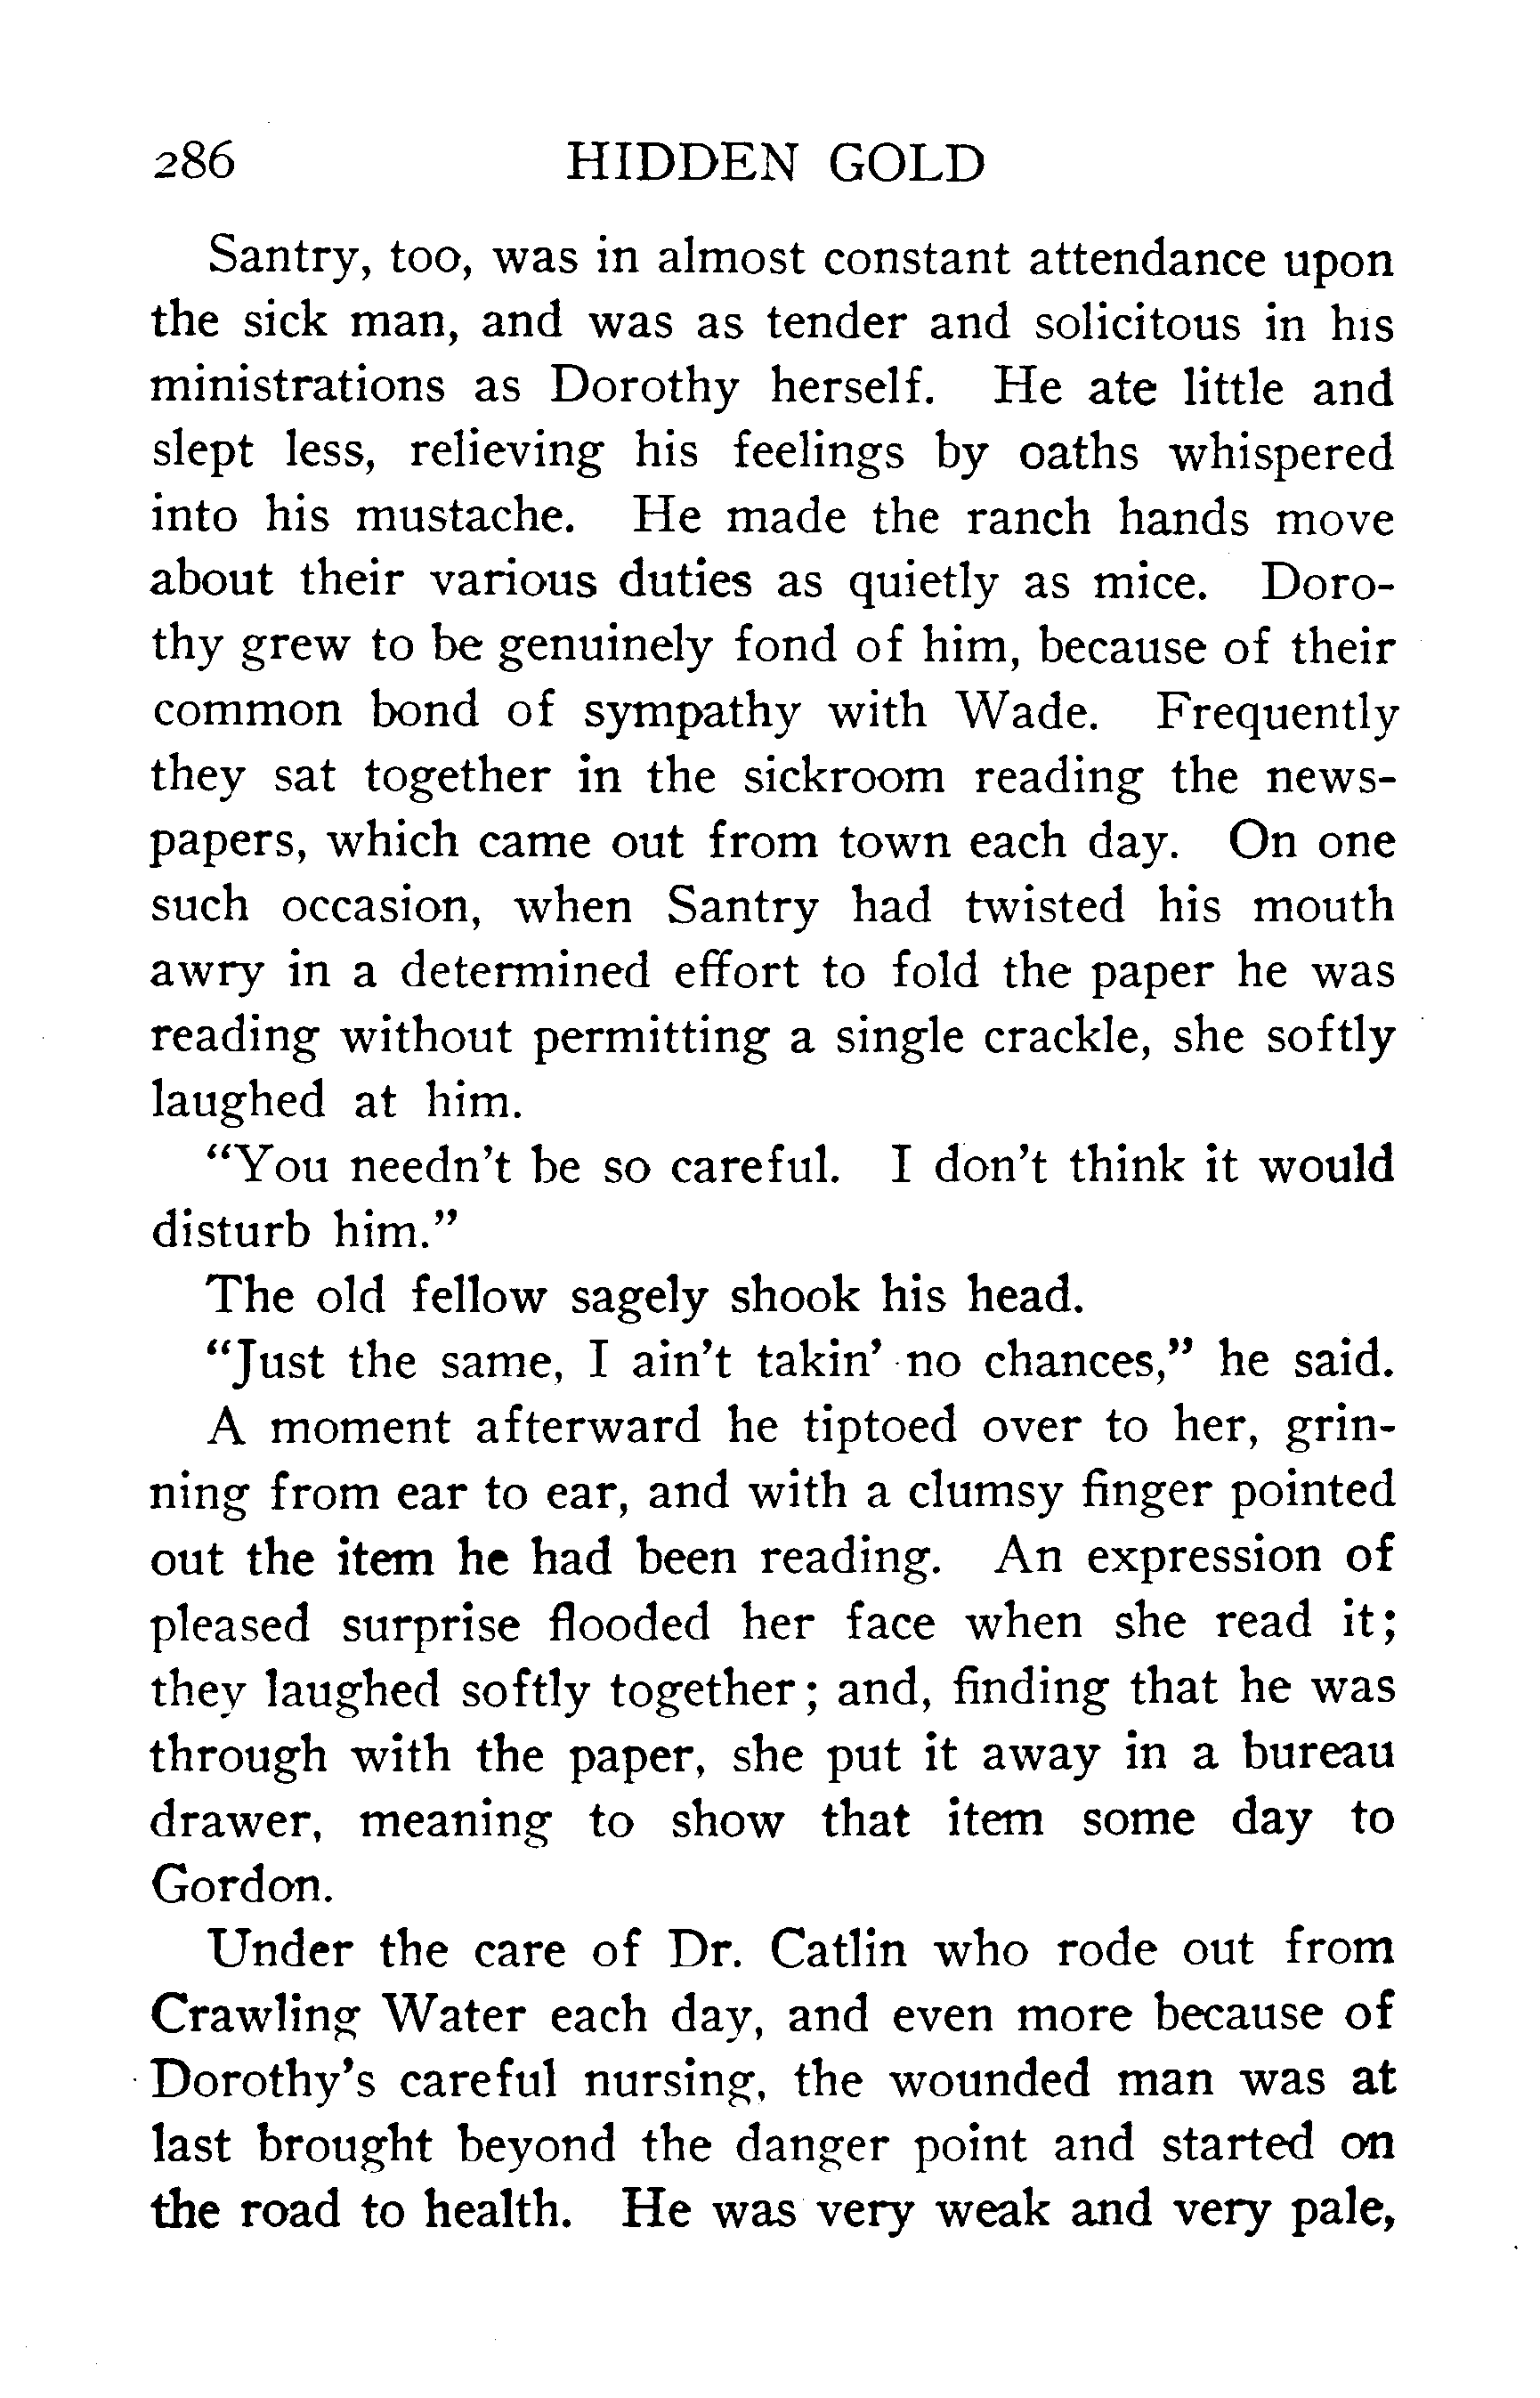 286 HIDDEN GOLD
Santry, too, was in almost constant attendance upon
the sick man, and was as tender and solicitous in his
ministrations as Dorothy herself. He ate little and
slept less, relieving his feelings by oaths whispered
into his mustache. He made the ranch hands move
about their various duties as quietly as mice. Doro-
thy grew to be genuinely fond of him, because of their
common bond of sympathy with Wade. Frequently
they sat together in the sickroom reading the news-
papers, which came out from town each day. On one
such occasion, when Santry had twisted his mouth
awry in a determined effort to fold the paper he was
reading without permitting a single crackle, she softly
laughed at him.
"You needn't be so careful. I don't think it would
disturb him."
The old fellow sagely shook his head.
"Just the same, I ain't takin' no chances," he said.
A moment afterward he tiptoed over to her, grin-
ning from ear to ear, and with a clumsy finger pointed
out the item he had been reading. An expression of
pleased surprise flooded her face when she read it;
they laughed softly together; and, finding that he was
through with the paper, she put it away in a bureau
drawer, meaning to show that item some day to
Gordon.
Under the care of Dr. Catlin who rode out from
Crawling Water each day, and even more because of
Dorothy's careful nursing, the wounded man was at
last brought beyond the danger point and started on
the road to health. He was very weak and very pale,